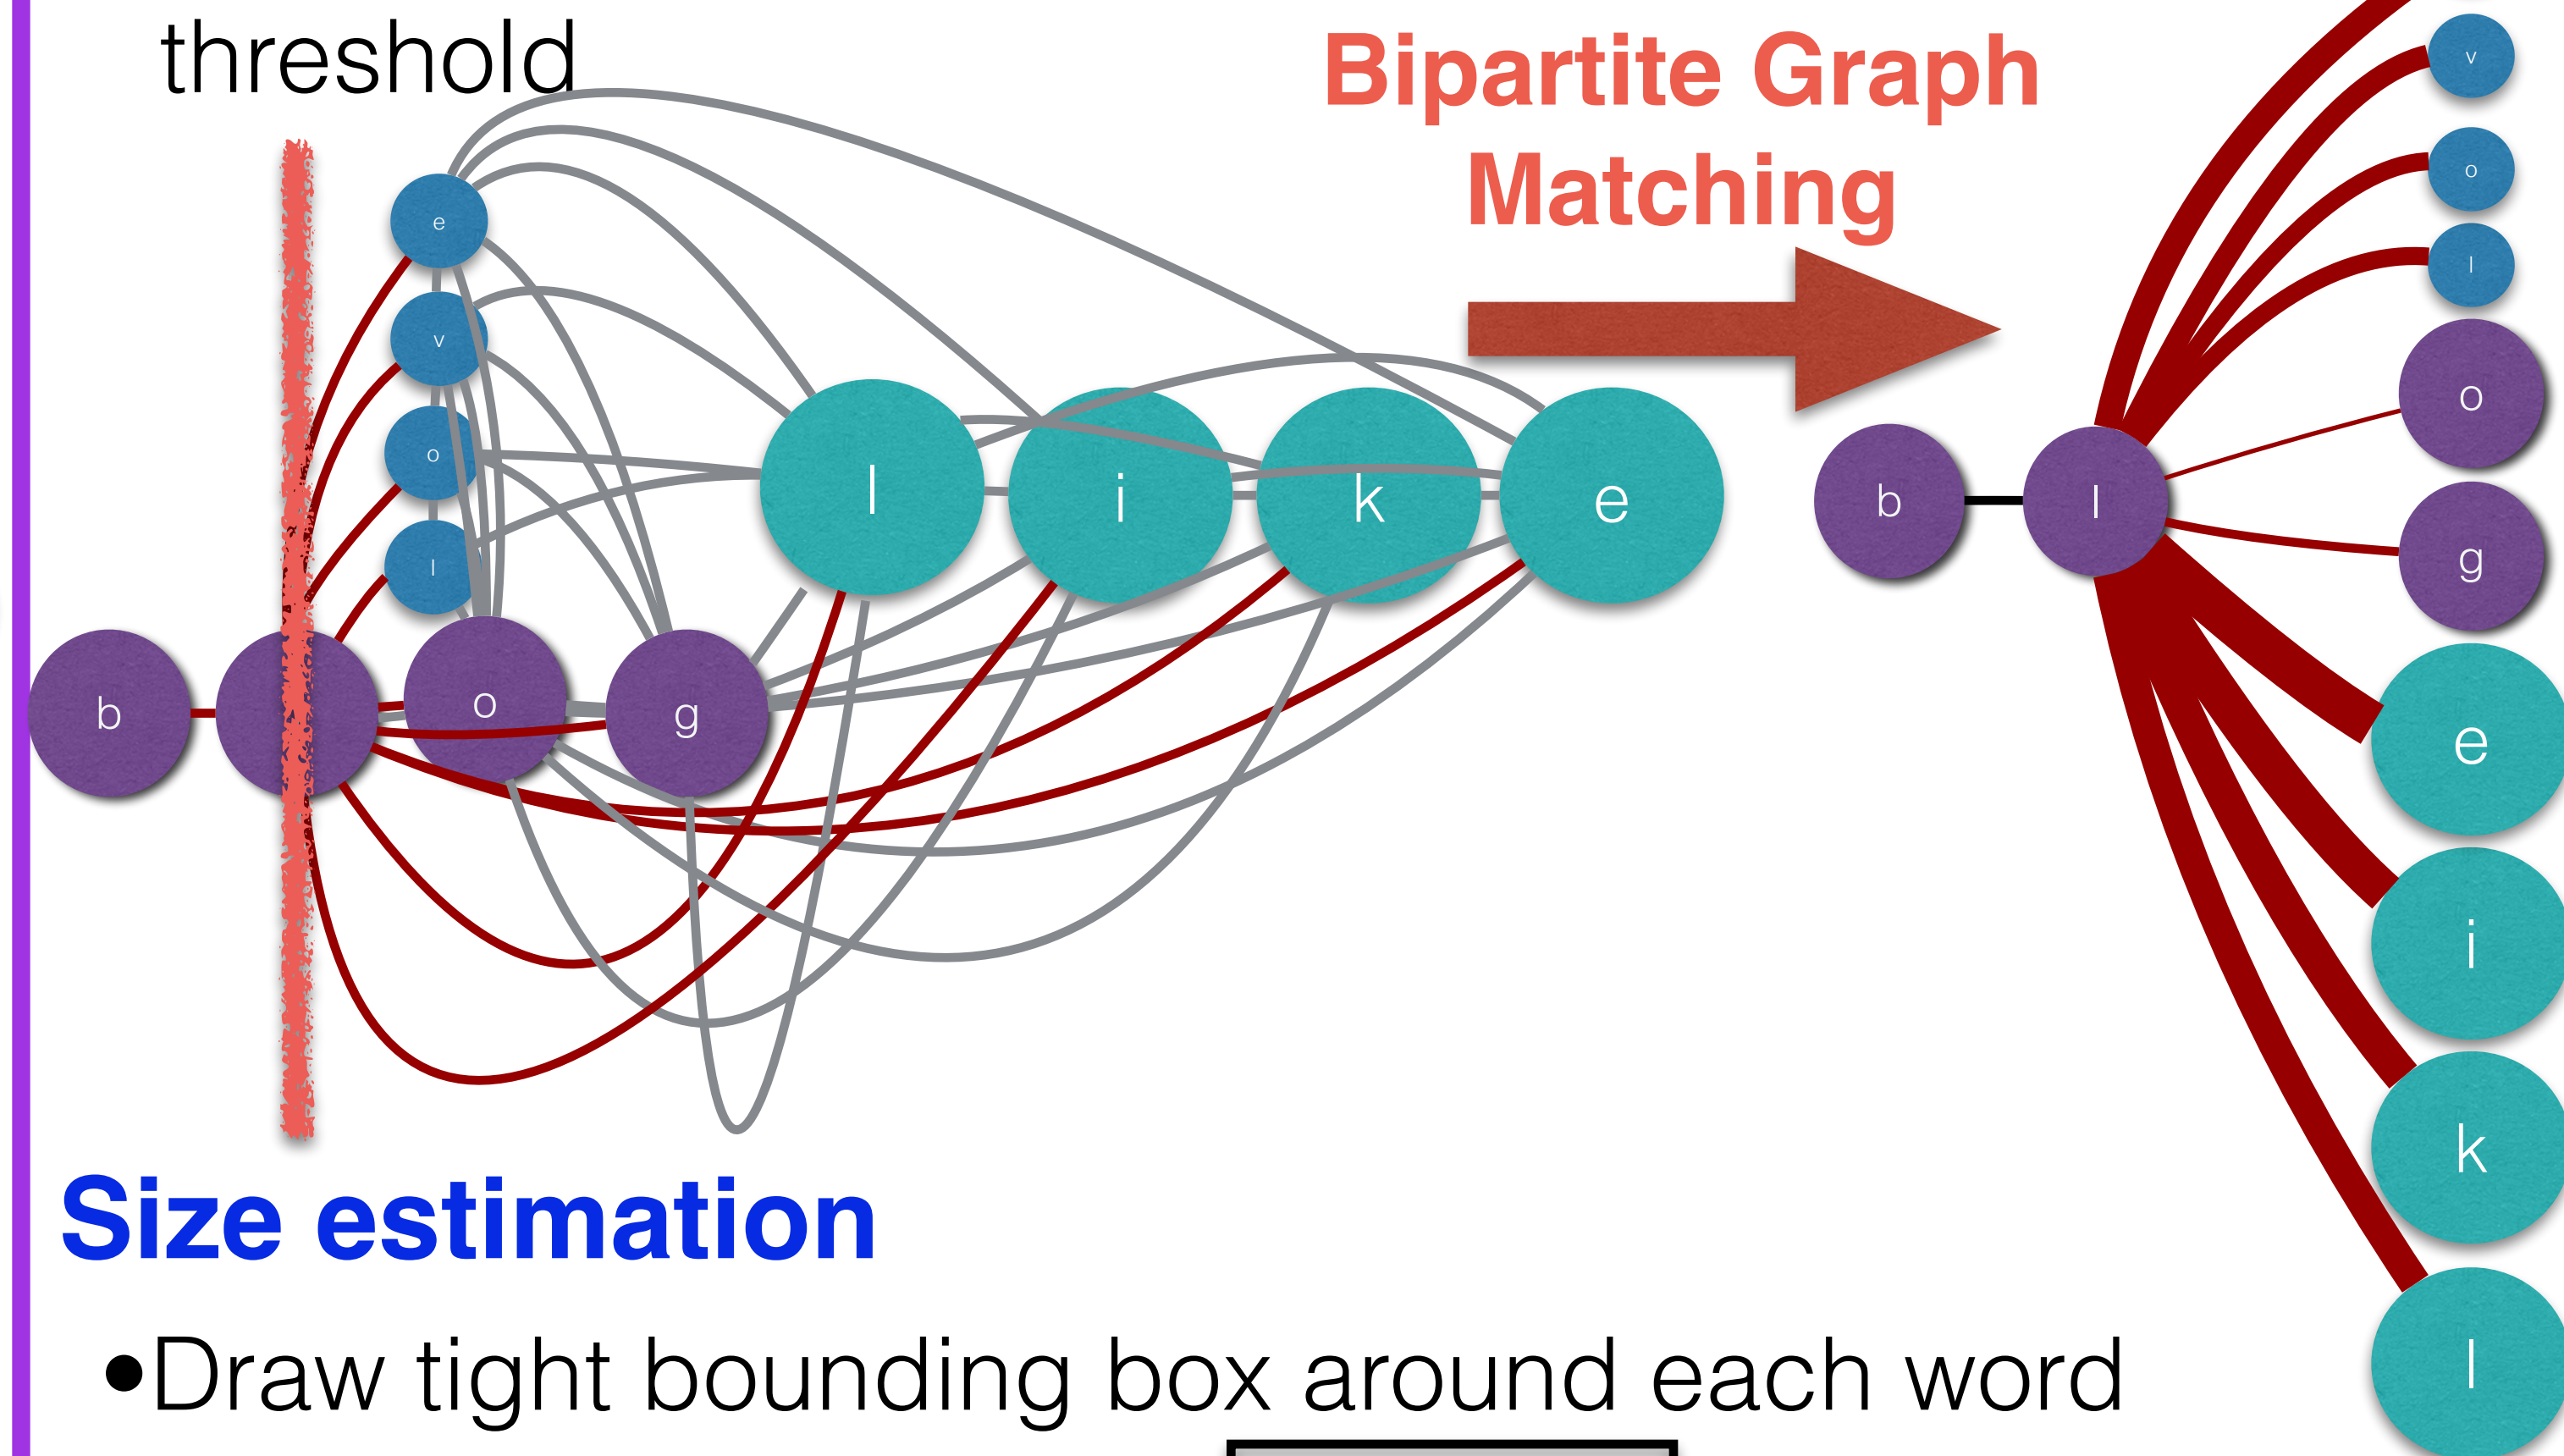 threshold
Bipartite Graph
Matching
e
v
o
l
b
o
g
l
i
k
e
b
l
v
o
l
o
g
e
i
k
l
Size estimation
•Draw tight bounding box around each word